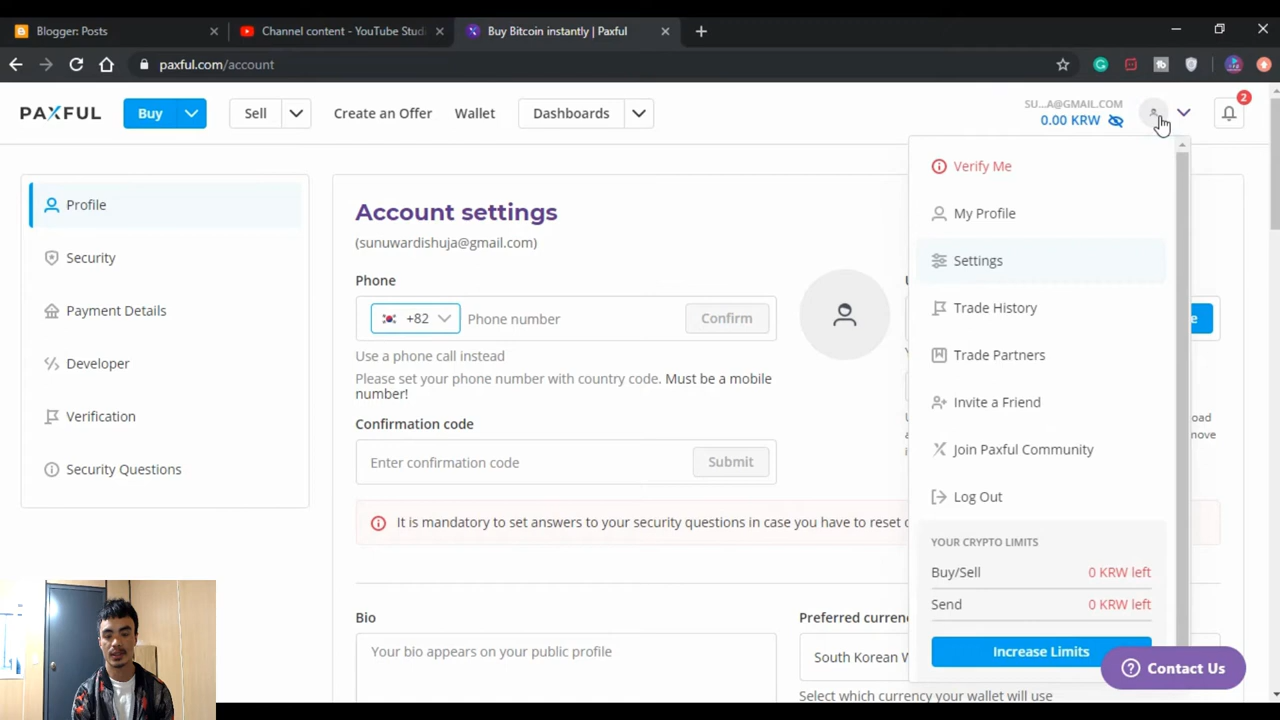 Blogger: Posts
Channel content - YouTube Stud
Buy Bitcoin instantly | Paxful
paxful.com/account
PAXFUL
Buy
Sell
Create an Offer
Wallet
Dashboards
SU...A@GMAIL.COM
0.00 KRW
2
Profile
Security
Payment Details
Developer
Verification
Security Questions
Account settings
(sunuwardishuja@gmail.com)
Phone
+82
Phone number
Confirm
Use a phone call instead
Please set your phone number with country code. Must be a mobile
number!
Confirmation code
Enter confirmation code
Submit
It is mandatory to set answers to your security questions in case you have to reset
Bio
Your bio appears on your public profile
Preferred currenc
South Korean W
Select which currency your wallet will use
Verify Me
My Profile
Settings
Trade History
Trade Partners
Invite a Friend
Join Paxful Community
Log Out
YOUR CRYPTO LIMITS
Buy/Sell
0 KRW left
Send
0 KRW left
Increase Limits
Contact Us
oad
move